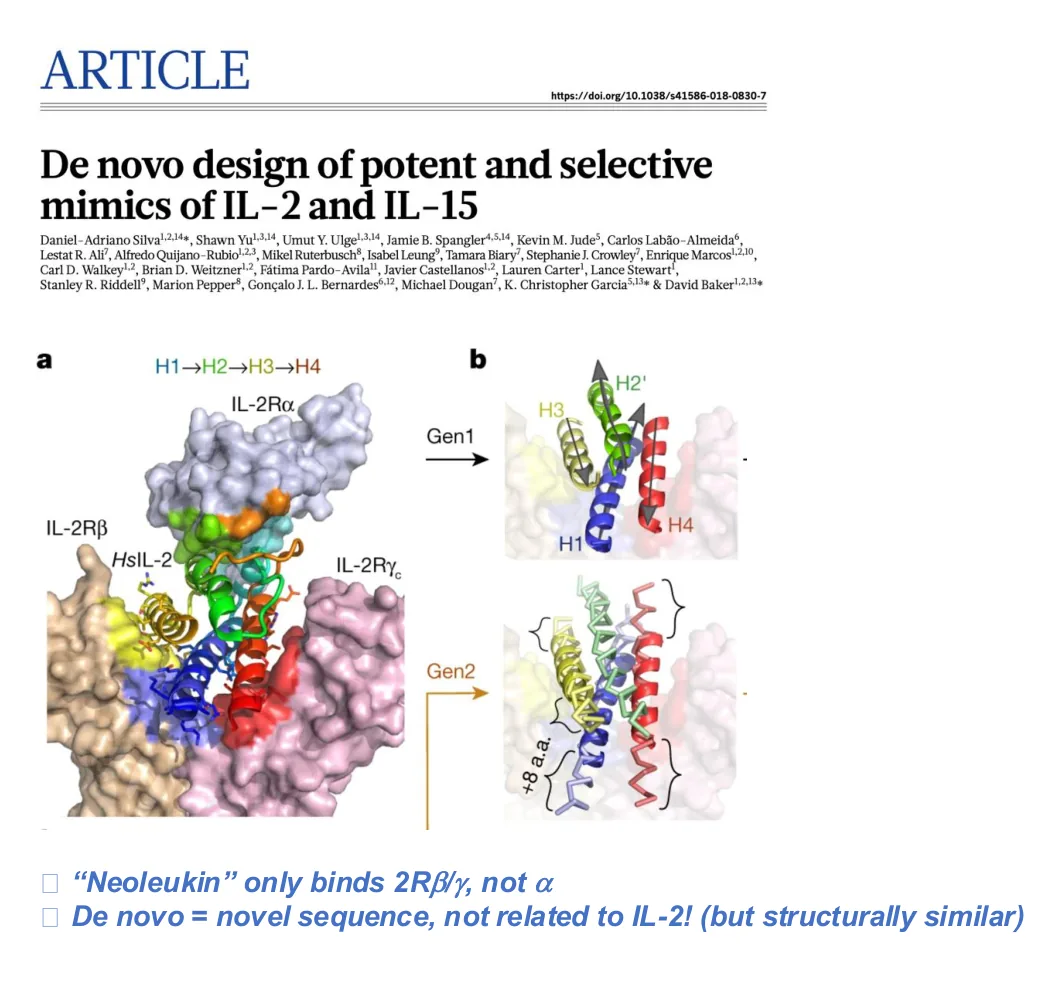 ARTICLE
https://doi.org/10.1038/s41586-018-0830-7
De novo design of potent and selective
mimics of IL-2 and IL-15
Daniel-Adriano Silva1,2,14*, Shawn Yu1,3,14, Umut Y. Ulge1,3,14, Jamie B. Spangler4,5,14, Kevin M. Jude5, Carlos Labão-Almeida6,
Lestat R. Ali7, Alfredo Quijano-Rubio1,2,3, Mikel Ruterbusch8, Isabel Leung9, Tamara Biary7, Stephanie J. Crowley7, Enrique Marcos1,2,10,
Carl D. Walkey1,2, Brian D. Weitzner1,2, Fátima Pardo-Avila11, Javier Castellanos1,2, Lauren Carter1, Lance Stewart1,
Stanley R. Riddell9, Marion Pepper8, Gonçalo J. L. Bernardes6,12, Michael Dougan7, K. Christopher Garcia5,13* & David Baker1,2,13*
a
H1→H2→H3→H4
IL-2Rα
IL-2Rβ
HsIL-2
IL-2Rγc
Gen1
Gen2
b
H2'
H3
H1
H4
+8 a.a.
“Neoleukin” only binds 2Rβ/γ, not α
De novo = novel sequence, not related to IL-2! (but structurally similar)